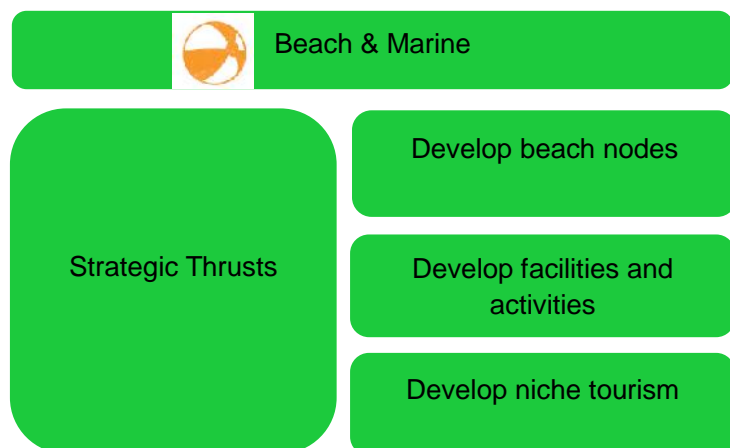 Beach & Marine
Strategic Thrusts
Develop beach nodes
Develop facilities and
activities
Develop niche tourism